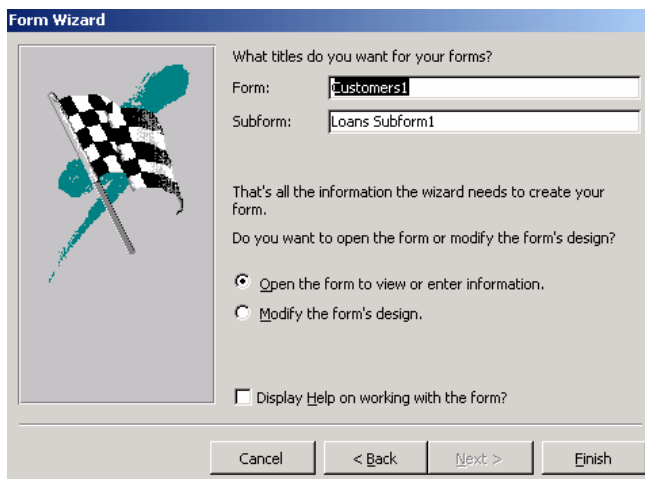 Form Wizard
What titles do you want for your forms?
Form: Customers1
Subform: Loans Subform1
That's all the information the wizard needs to create your
form.
Do you want to open the form or modify the form's design?
Open the form to view or enter information.
Modify the form's design.
Display Help on working with the form?
Cancel < Back Next > Finish